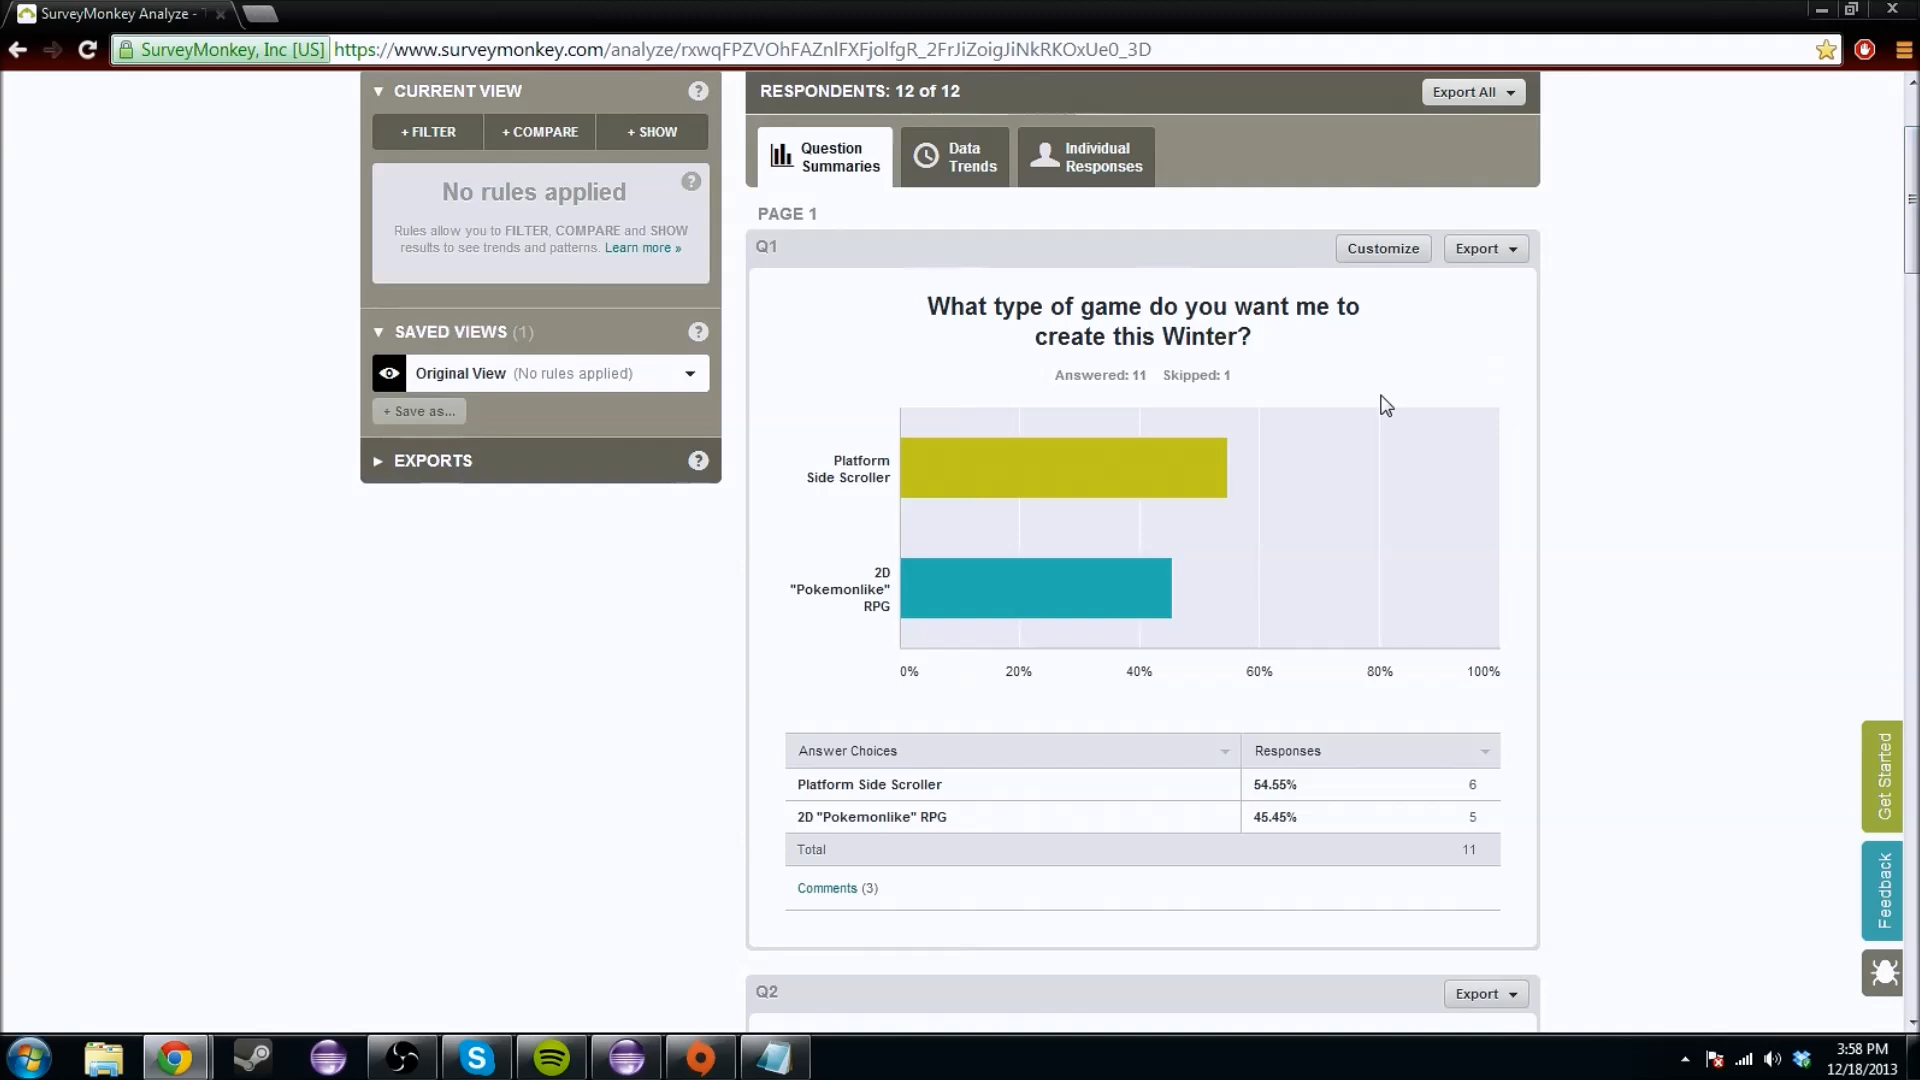 SurveyMonkey Analyze -
SurveyMonkey, Inc [US]
https://www.surveymonkey.com/analyze/rxwqFPZVOhFAZnlFXFjolfgR_2FrJiZoigJiNkRKOxUe0_3D
CURRENT VIEW
+ FILTER
+ COMPARE
+ SHOW
No rules applied
Rules allow you to FILTER, COMPARE and SHOW
results to see trends and patterns. Learn more »
SAVED VIEWS (1)
Original View (No rules applied)
+ Save as...
EXPORTS
RESPONDENTS: 12 of 12
Export All
Question
Summaries
Data
Trends
Individual
Responses
PAGE 1
Q1
Customize
Export
What type of game do you want me to
create this Winter?
Answered: 11 Skipped: 1
Platform
Side Scroller
2D
"Pokemonlike"
RPG
0% 20% 40% 60% 80% 100%
Answer Choices Responses
Platform Side Scroller 54.55% 6
2D "Pokemonlike" RPG 45.45% 5
Total 11
Comments (3)
Q2
Export
Get Started
Feedback
3:58 PM
12/18/2013